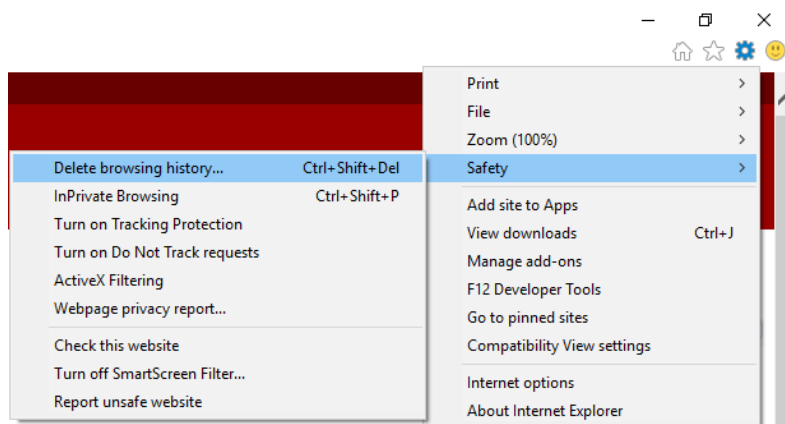 Print
File
Zoom (100%)
Safety
Delete browsing history... Ctrl+Shift+Del
InPrivate Browsing Ctrl+Shift+P
Turn on Tracking Protection
Turn on Do Not Track requests
ActiveX Filtering
Webpage privacy report...
Check this website
Turn off SmartScreen Filter...
Report unsafe website
Add site to Apps
View downloads Ctrl+J
Manage add-ons
F12 Developer Tools
Go to pinned sites
Compatibility View settings
Internet options
About Internet Explorer